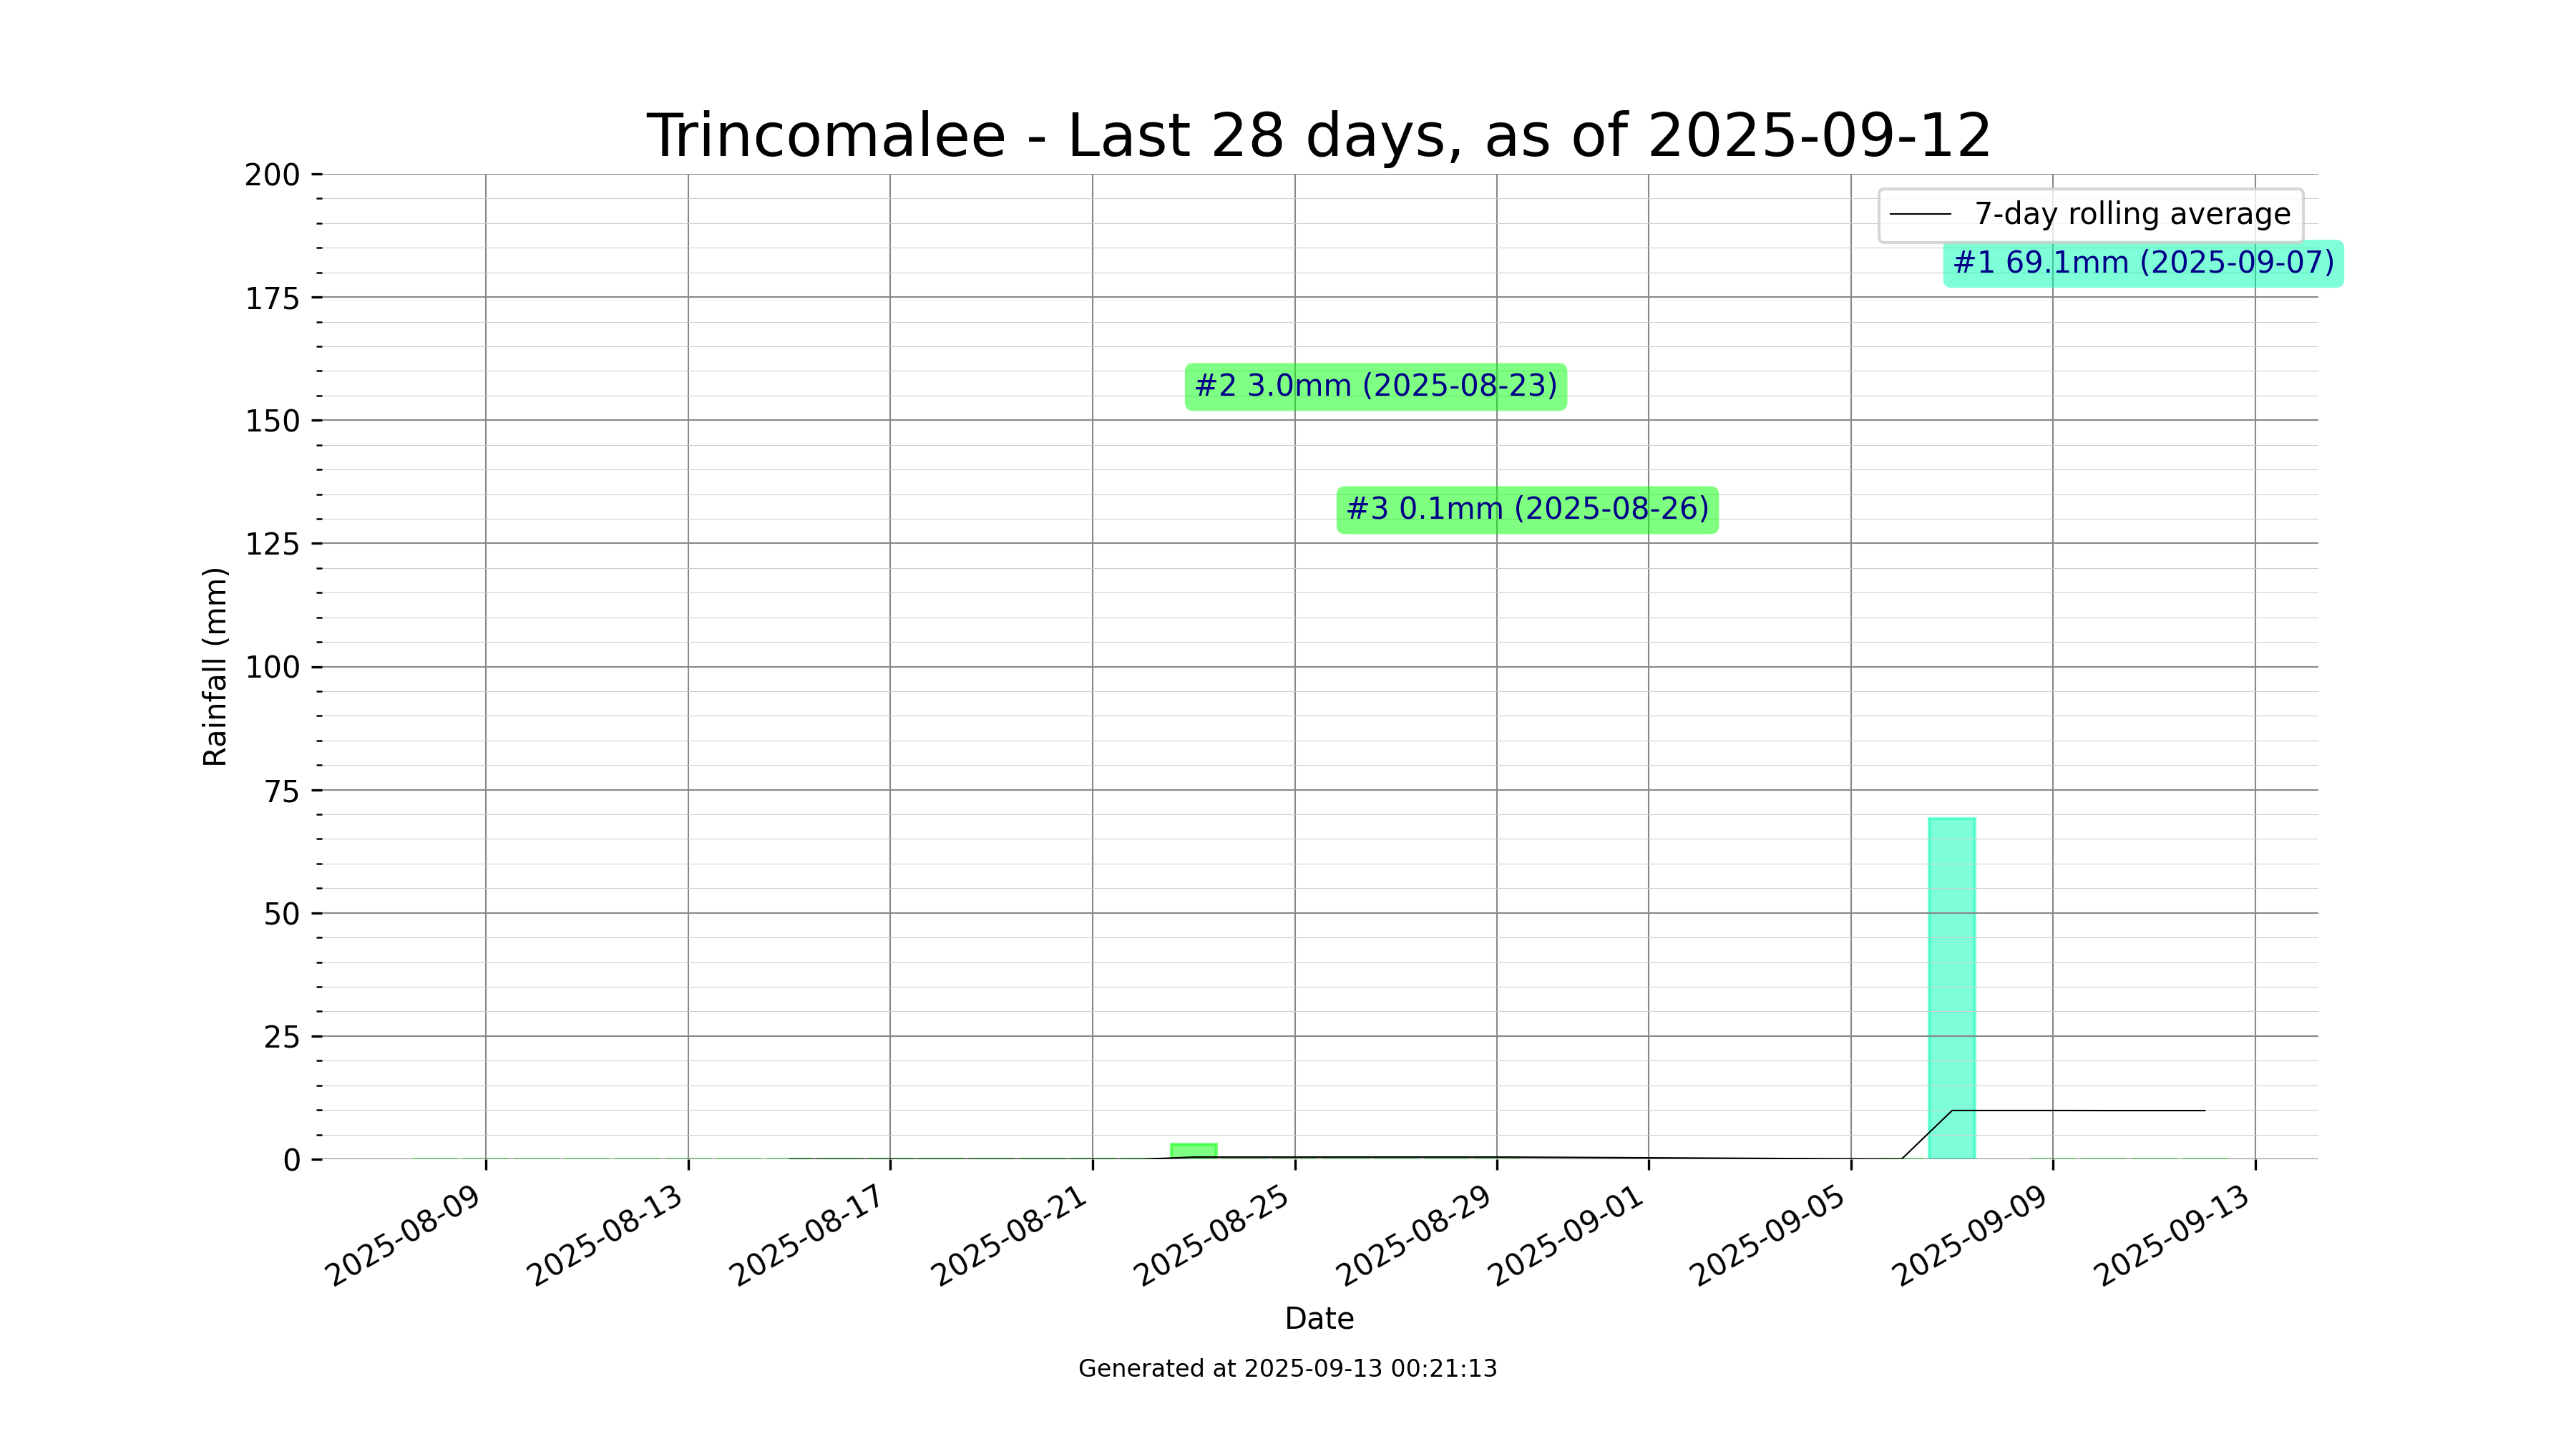 Trincomalee - Last 28 days, as of 2025-09-12
7-day rolling average
#1 69.1mm (2025-09-07)
#2 3.0mm (2025-08-23)
#3 0.1mm (2025-08-26)
Rainfall (mm)
200
175
150
125
100
75
50
25
0
2025-08-09
2025-08-13
2025-08-17
2025-08-21
2025-08-25
2025-08-29
2025-09-01
2025-09-05
2025-09-09
2025-09-13
Date
Generated at 2025-09-13 00:21:13